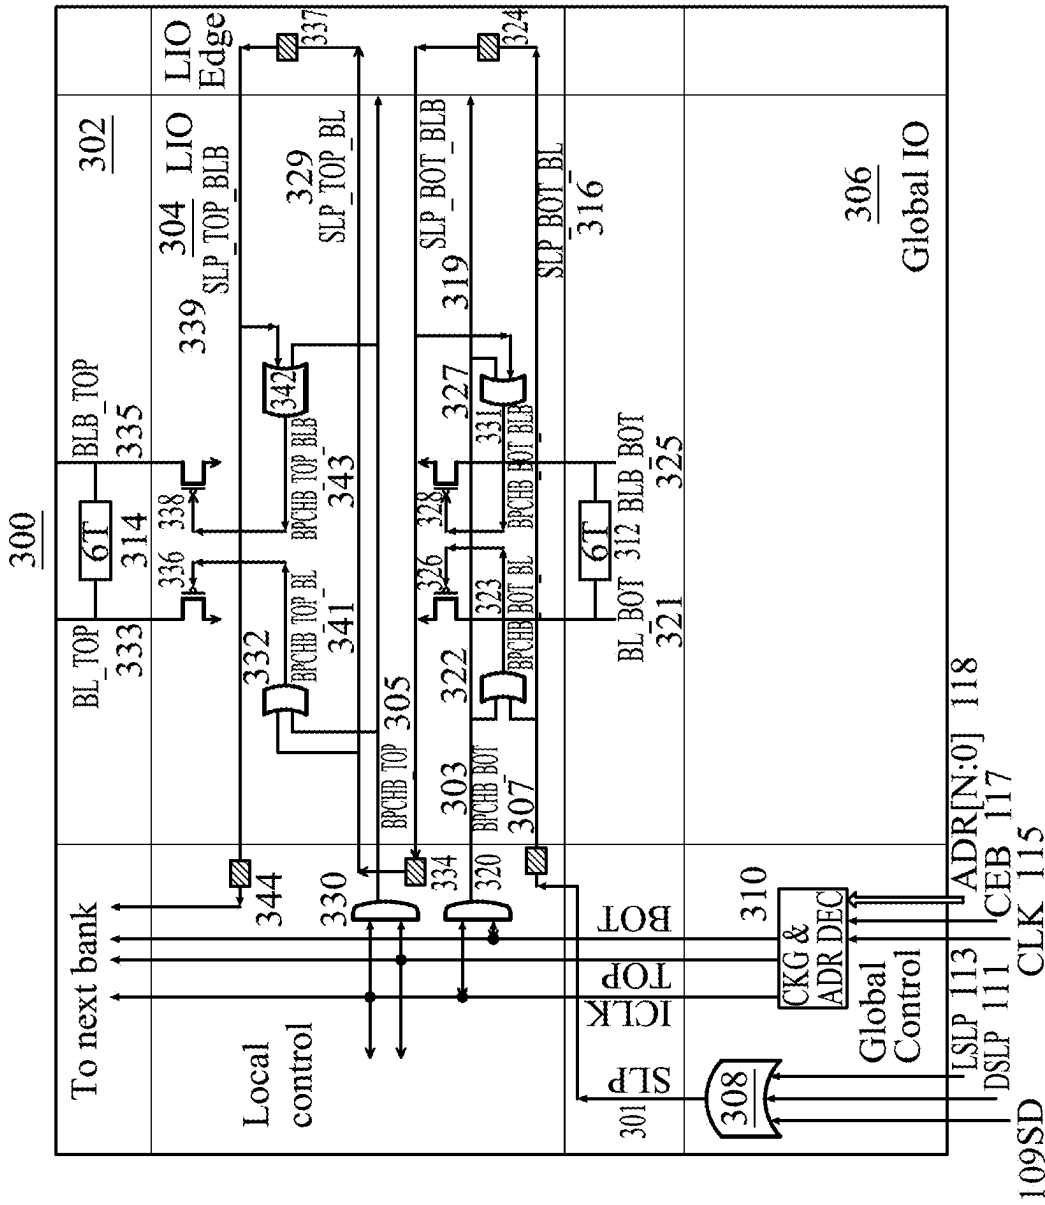 300
302
LIO
Edge
304 LIO
BL_TOP
333
BLB_TOP
335
6T
314
336
338
339
SLP_TOP_BLB
337
332
342
BPCHB_TOP_BL
341
BPCHB_TOP_BLB
343
329
SLP_TOP_BL
305
BPCHB_TOP
SLP_BOT_BLB
324
319
303
BPCHB_BOT
307
322
326
328
323
BPCHB_BOT_BL
327
331
BPCHB_BOT_BLB
SLP_BOT_BL
316
6T
312
BL_BOT
321
BLB_BOT
325
306
Global IO
To next bank
Local
control
344
330
334
320
BOT
TOP
ICLK
SLP
301
308
310
CKG &
ADR DEC
Global
Control
ADR[N:0] 118
CEB 117
CLK 115
LSLP 113
DSLP 111
109SD